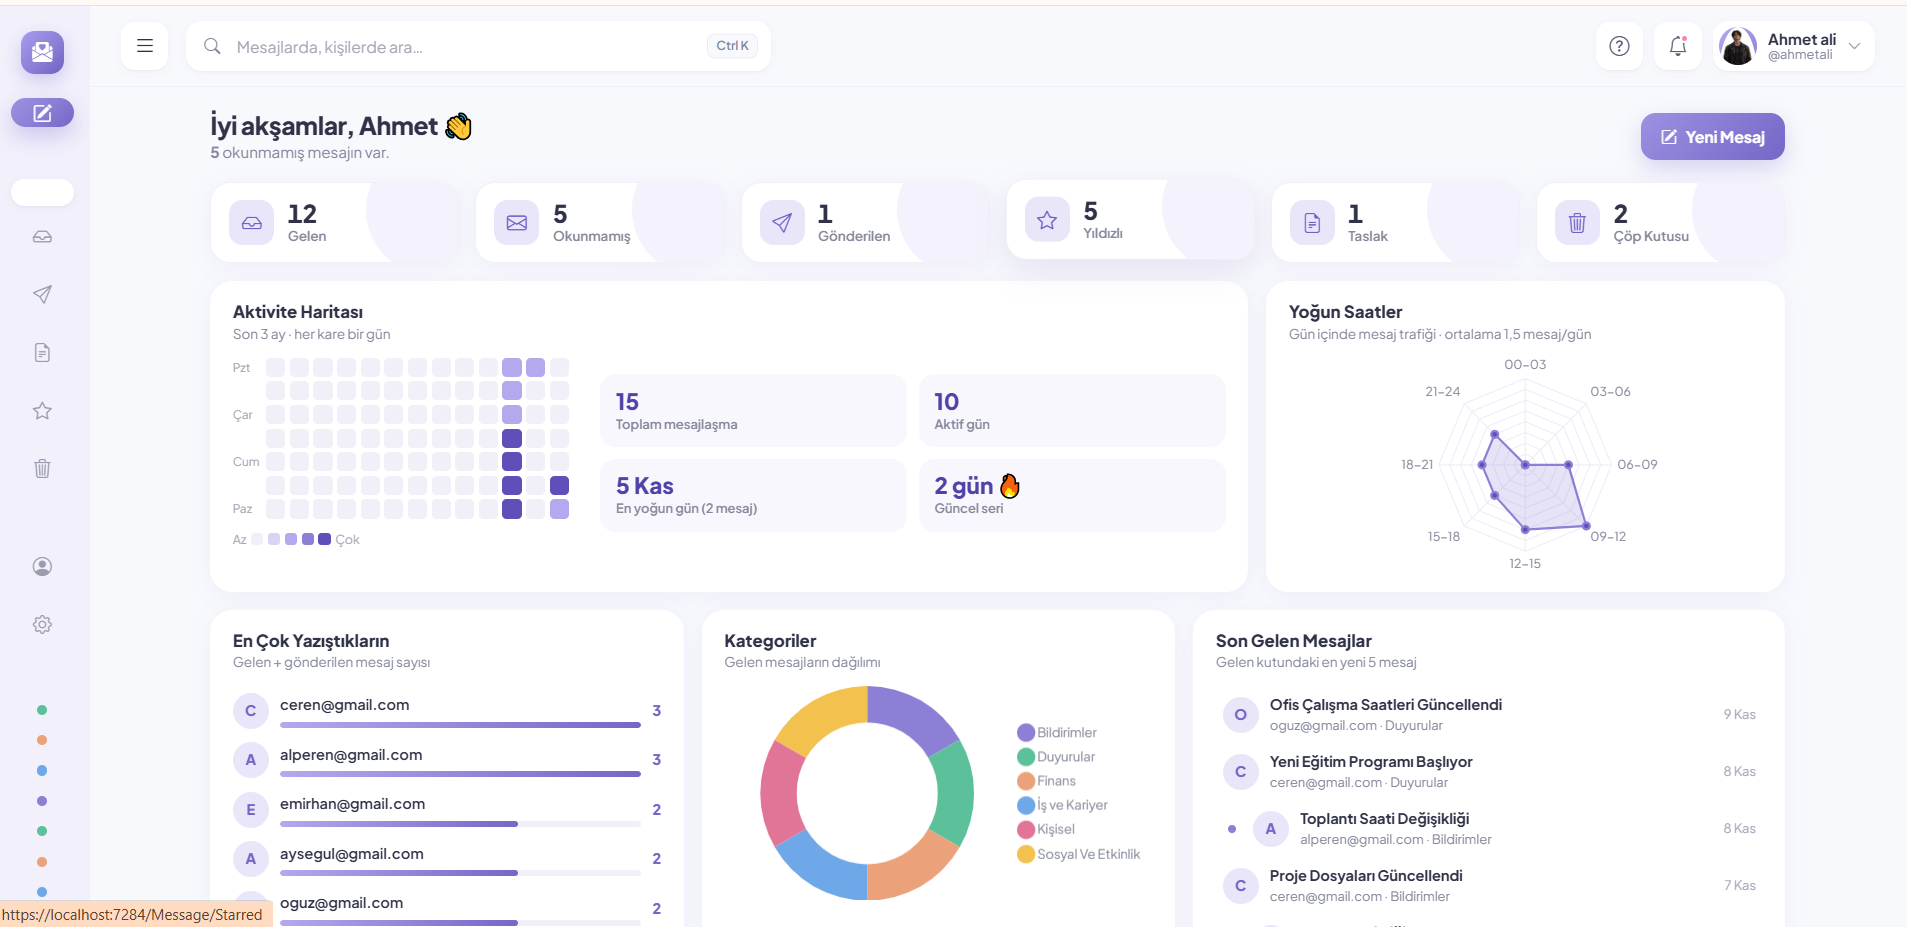 Mesajlarda, kişilerde ara...
Ctrl K
Ahmet ali
@ahmetali
İyi akşamlar, Ahmet 👋
5 okunmamış mesajın var.
Yeni Mesaj
12
Gelen
5
Okunmamış
1
Gönderilen
5
Yıldızlı
1
Taslak
2
Çöp Kutusu
Aktivite Haritası
Son 3 ay · her kare bir gün
Pzt
Çar
Cum
Paz
Az
Çok
15
Toplam mesajlaşma
10
Aktif gün
5 Kas
En yoğun gün (2 mesaj)
2 gün 🔥
Güncel seri
Yoğun Saatler
Gün içinde mesaj trafiği · ortalama 1,5 mesaj/gün
00–03
03–06
06–09
09–12
12–15
15–18
18–21
21–24
En Çok Yazıştıkların
Gelen + gönderilen mesaj sayısı
C
ceren@gmail.com
3
A
alperen@gmail.com
3
E
emirhan@gmail.com
2
A
aysegul@gmail.com
2
oguz@gmail.com
2
Kategoriler
Gelen mesajların dağılımı
Bildirimler
Duyurular
Finans
İş ve Kariyer
Kişisel
Sosyal Ve Etkinlik
Son Gelen Mesajlar
Gelen kutundaki en yeni 5 mesaj
O
Ofis Çalışma Saatleri Güncellendi
oguz@gmail.com · Duyurular
9 Kas
C
Yeni Eğitim Programı Başlıyor
ceren@gmail.com · Duyurular
8 Kas
A
Toplantı Saati Değişikliği
alperen@gmail.com · Bildirimler
8 Kas
C
Proje Dosyaları Güncellendi
ceren@gmail.com · Bildirimler
7 Kas
https://localhost:7284/Message/Starred